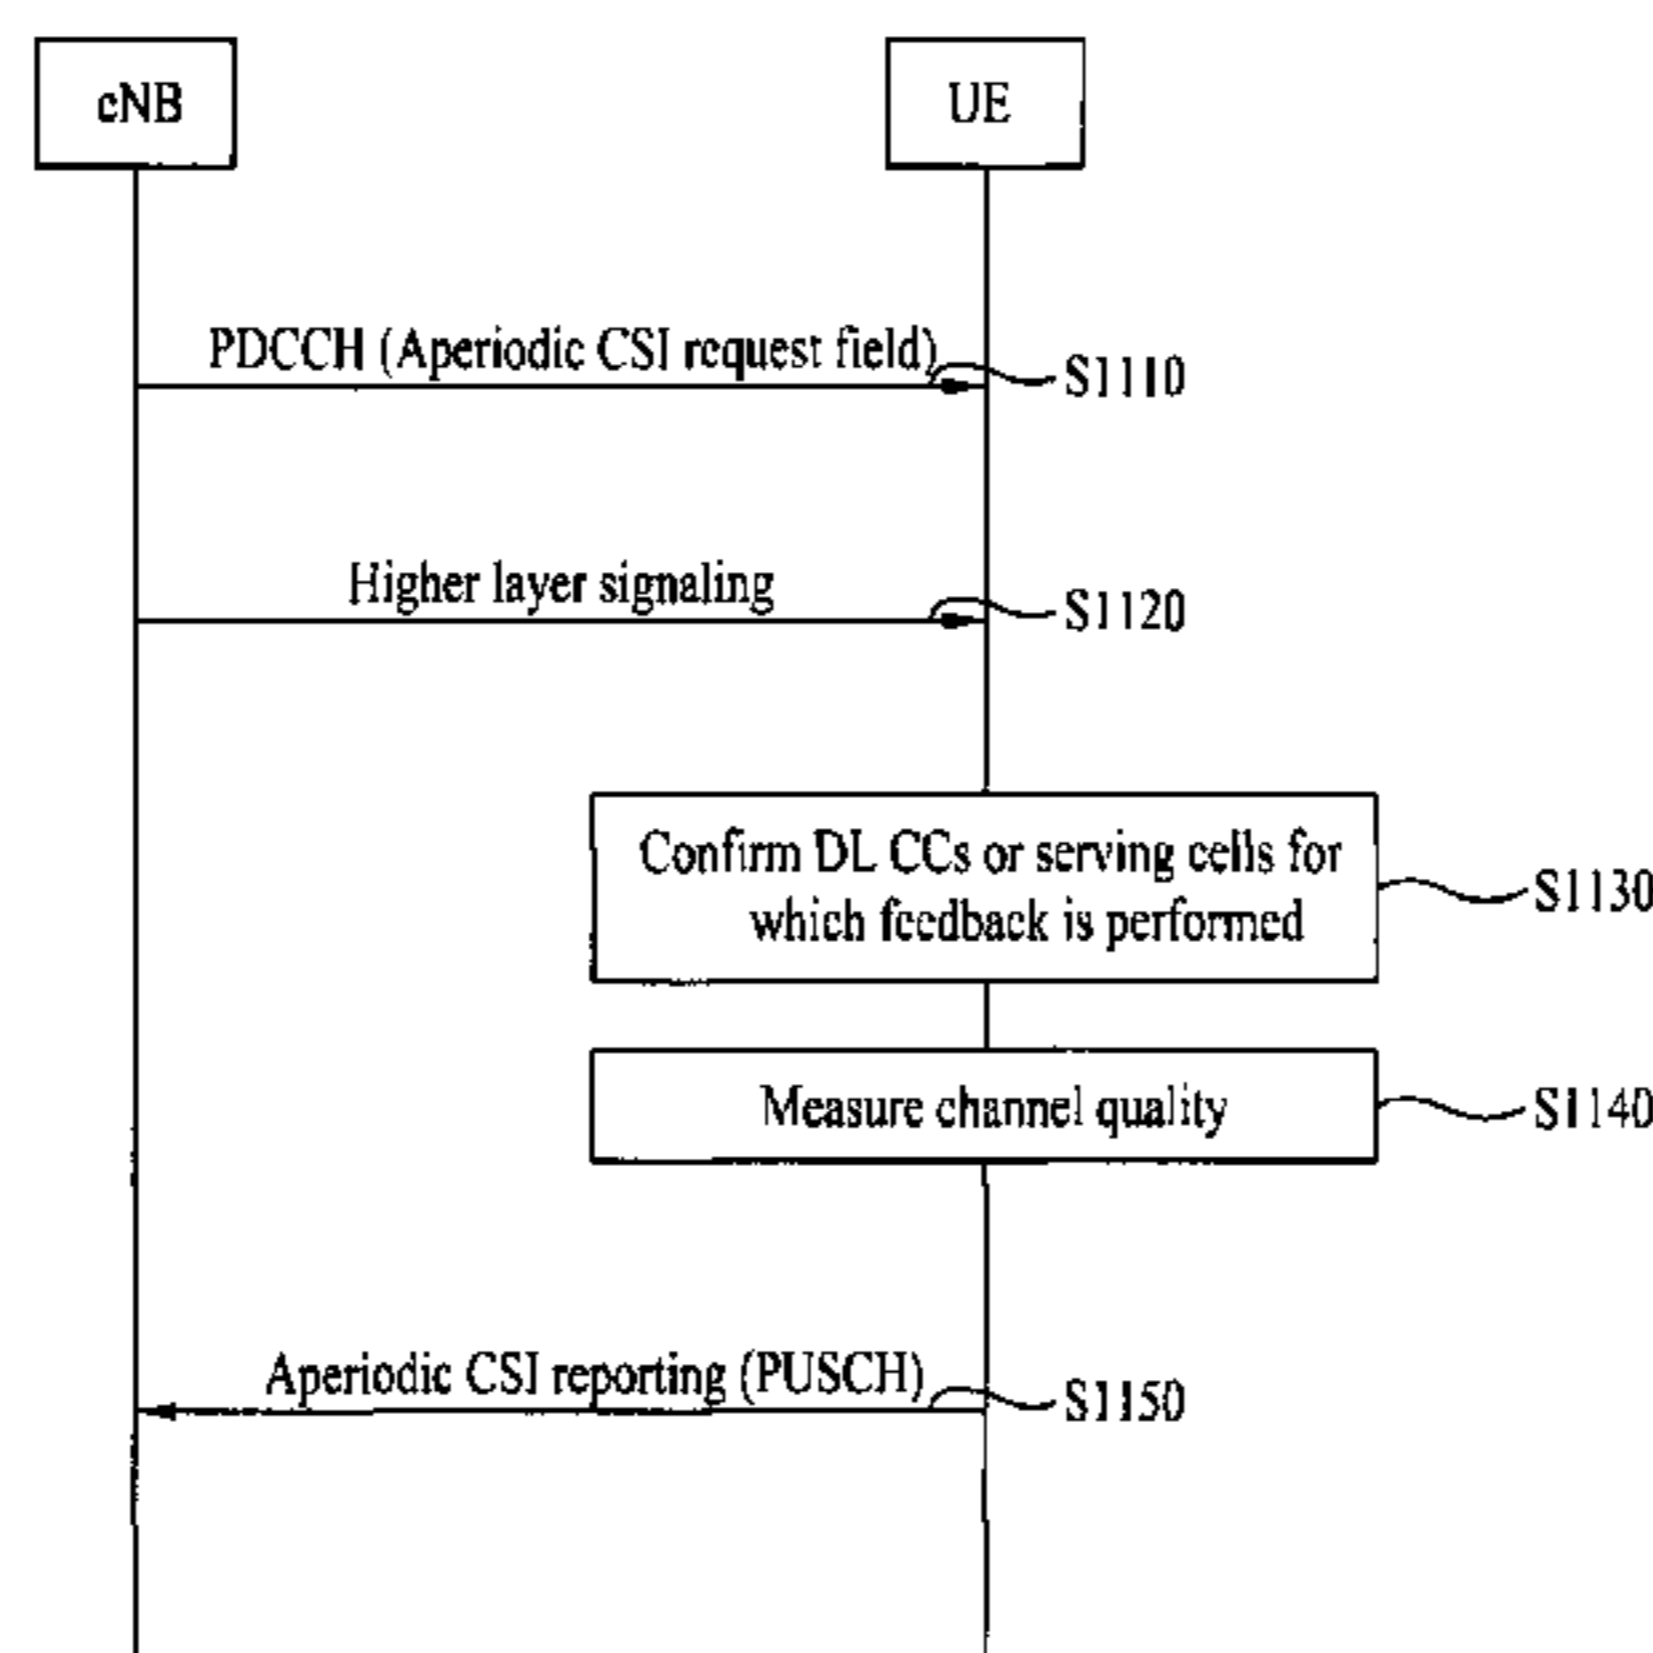 eNB
UE
PDCCH (Aperiodic CSI request field)
S1110
Higher layer signaling
S1120
Confirm DL CCs or serving cells for
which feedback is performed
S1130
Measure channel quality
S1140
Aperiodic CSI reporting (PUSCH)
S1150